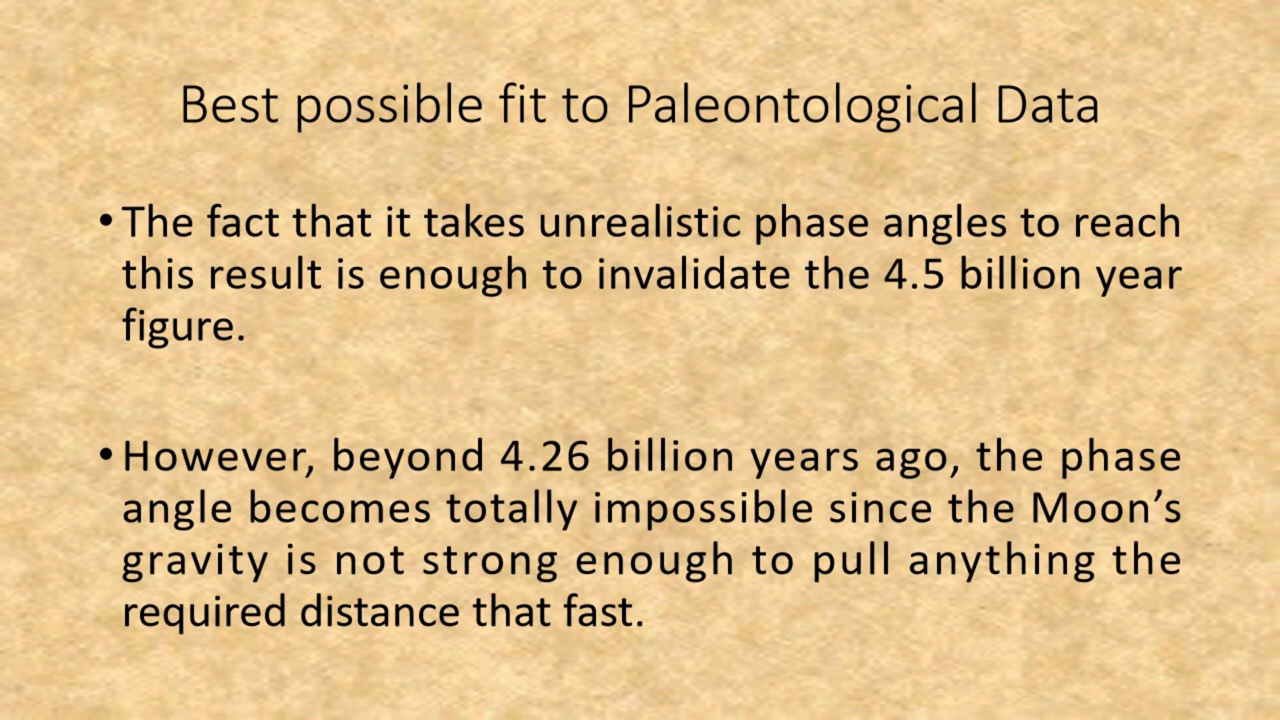 Best possible fit to Paleontological Data
• The fact that it takes unrealistic phase angles to reach
this result is enough to invalidate the 4.5 billion year
figure.
• However, beyond 4.26 billion years ago, the phase
angle becomes totally impossible since the Moon’s
gravity is not strong enough to pull anything the
required distance that fast.